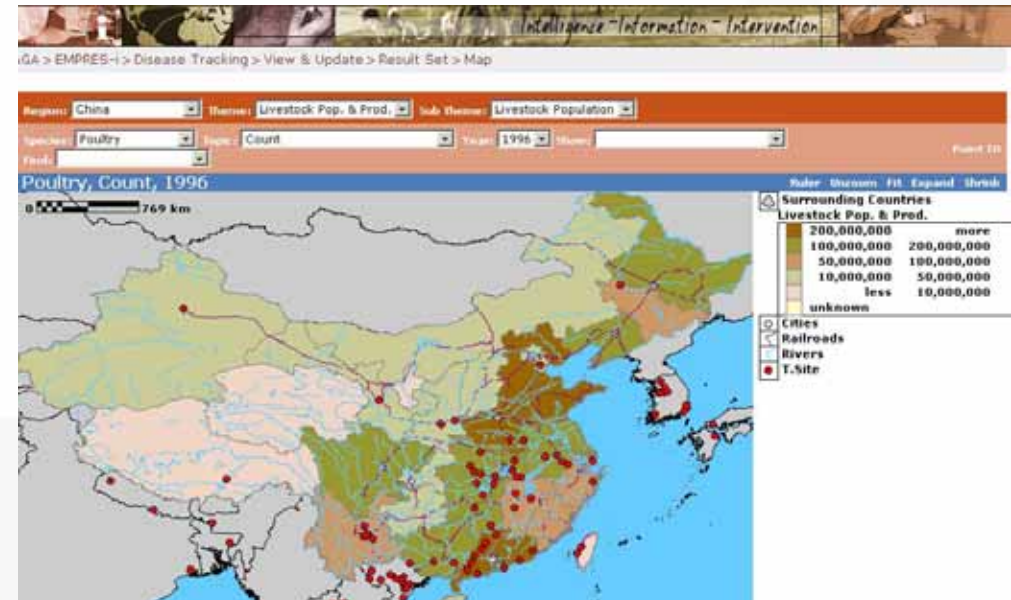 Intelligence-Information-Intervention
GA > EMPRES-i > Disease Tracking > View & Update > Result Set > Map
Region: China Theme: Livestock Pop. & Prod. Sub Theme: Livestock Population
Species: Poultry Type: Count Year: 1996 Show:
Find:
Poultry, Count, 1996
Ruler Unzoom Fit Expand Shrink
0 769 km
Surrounding Countries
Livestock Pop. & Prod.
200,000,000 more
100,000,000 200,000,000
50,000,000 100,000,000
10,000,000 50,000,000
less 10,000,000
unknown
Cities
Railroads
Rivers
T.Site